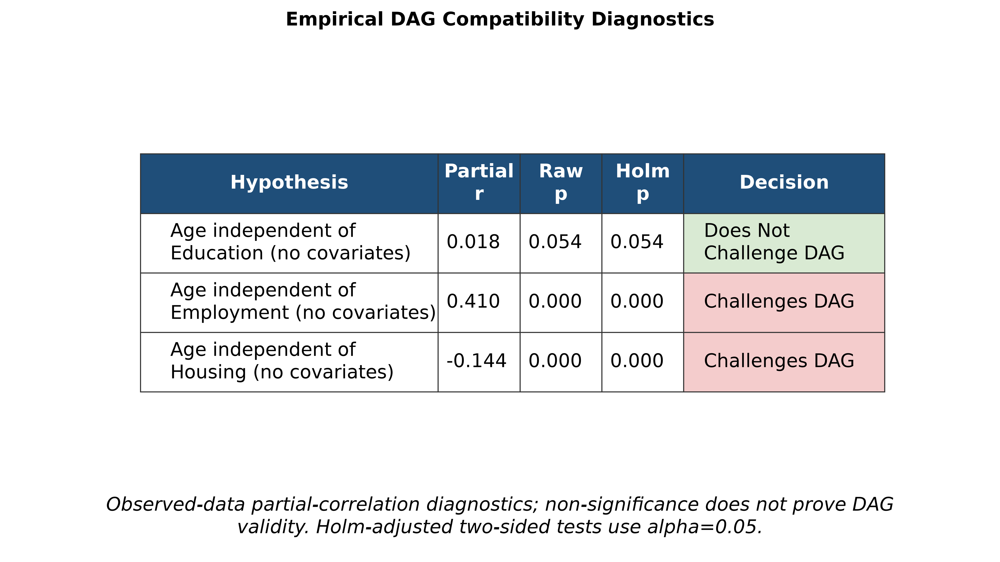 Empirical DAG Compatibility Diagnostics
Hypothesis
Partial
r
Raw
p
Holm
p
Decision
Age independent of
Education (no covariates)
0.018
0.054
0.054
Does Not
Challenge DAG
Age independent of
Employment (no covariates)
0.410
0.000
0.000
Challenges DAG
Age independent of
Housing (no covariates)
-0.144
0.000
0.000
Challenges DAG
Observed-data partial-correlation diagnostics; non-significance does not prove DAG
validity. Holm-adjusted two-sided tests use alpha=0.05.